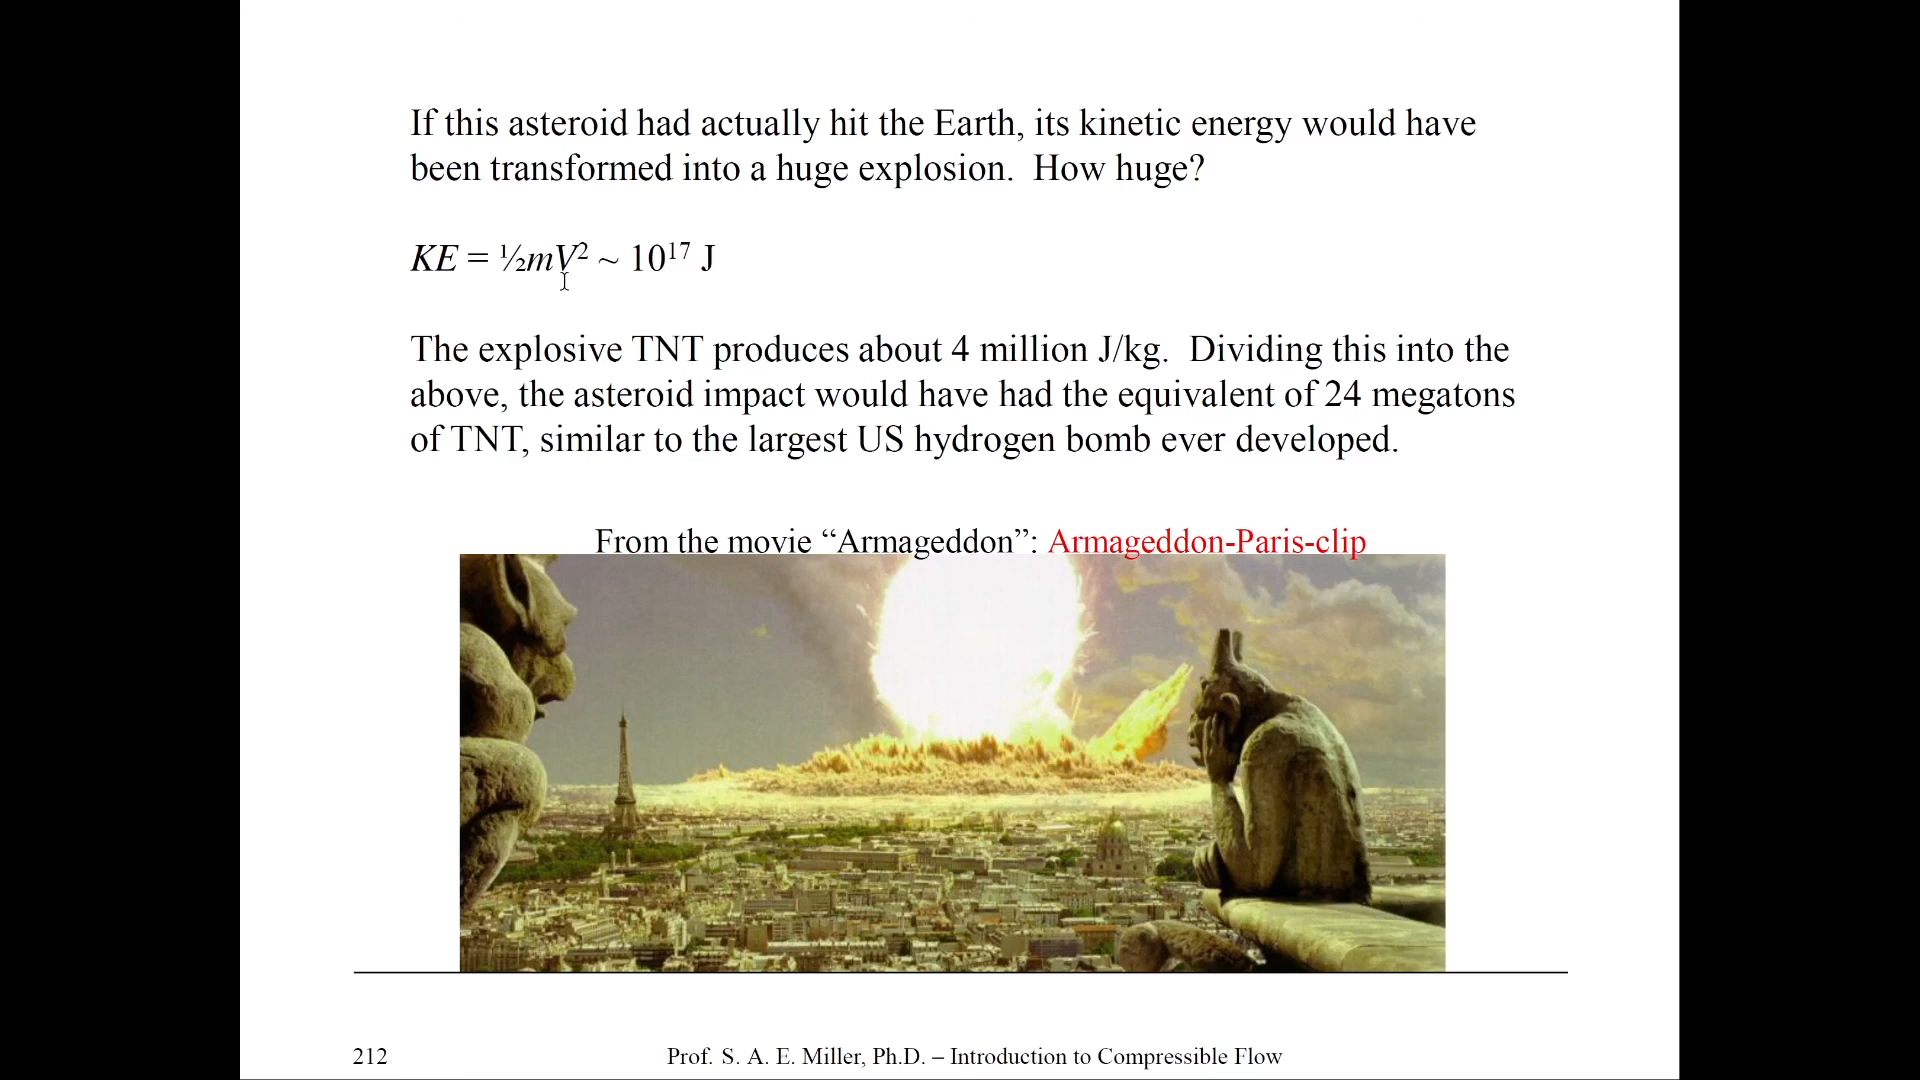 If this asteroid had actually hit the Earth, its kinetic energy would have
been transformed into a huge explosion.  How huge?
KE = ½mV² ~ 10¹⁷ J
The explosive TNT produces about 4 million J/kg.  Dividing this into the
above, the asteroid impact would have had the equivalent of 24 megatons
of TNT, similar to the largest US hydrogen bomb ever developed.
From the movie “Armageddon”: Armageddon-Paris-clip
212
Prof. S. A. E. Miller, Ph.D. – Introduction to Compressible Flow